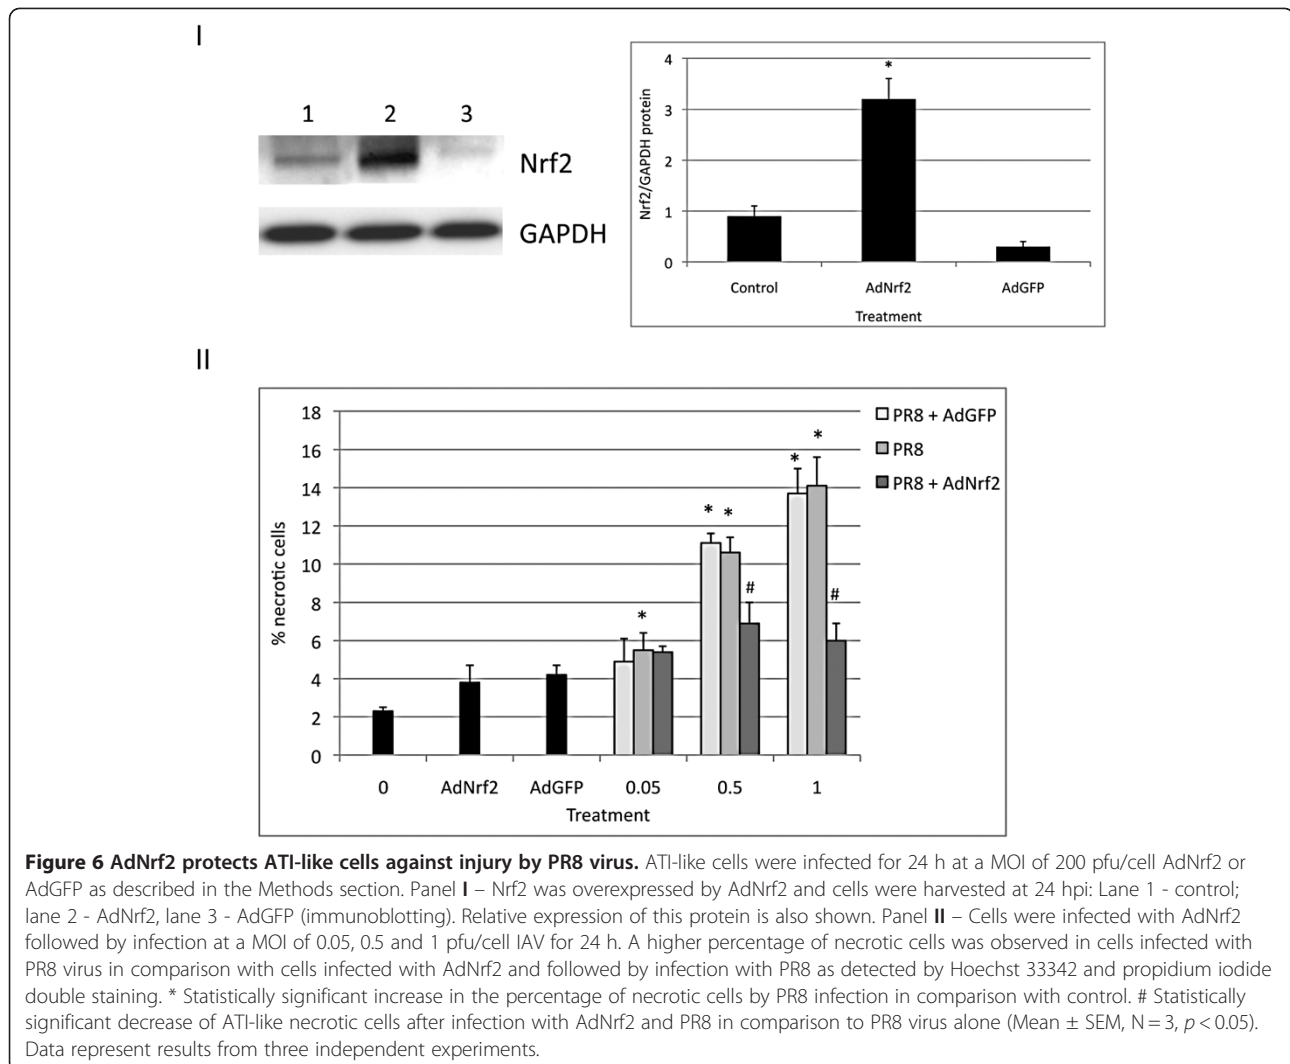 I
1 2 3
Nrf2
GAPDH
4
3
2
1
0
Nrf2/GAPDH protein
*
Control AdNrf2 AdGFP
Treatment
II
18
16
14
12
10
8
6
4
2
0
% necrotic cells
* * * * * # #
PR8 + AdGFP
PR8
PR8 + AdNrf2
0 AdNrf2 AdGFP 0.05 0.5 1
Treatment
Figure 6 AdNrf2 protects ATI-like cells against injury by PR8 virus. ATI-like cells were infected for 24 h at a MOI of 200 pfu/cell AdNrf2 or
AdGFP as described in the Methods section. Panel I – Nrf2 was overexpressed by AdNrf2 and cells were harvested at 24 hpi: Lane 1 - control;
lane 2 - AdNrf2, lane 3 - AdGFP (immunoblotting). Relative expression of this protein is also shown. Panel II – Cells were infected with AdNrf2
followed by infection at a MOI of 0.05, 0.5 and 1 pfu/cell IAV for 24 h. A higher percentage of necrotic cells was observed in cells infected with
PR8 virus in comparison with cells infected with AdNrf2 and followed by infection with PR8 as detected by Hoechst 33342 and propidium iodide
double staining. * Statistically significant increase in the percentage of necrotic cells by PR8 infection in comparison with control. # Statistically
significant decrease of ATI-like necrotic cells after infection with AdNrf2 and PR8 in comparison to PR8 virus alone (Mean ± SEM, N = 3, p < 0.05).
Data represent results from three independent experiments.